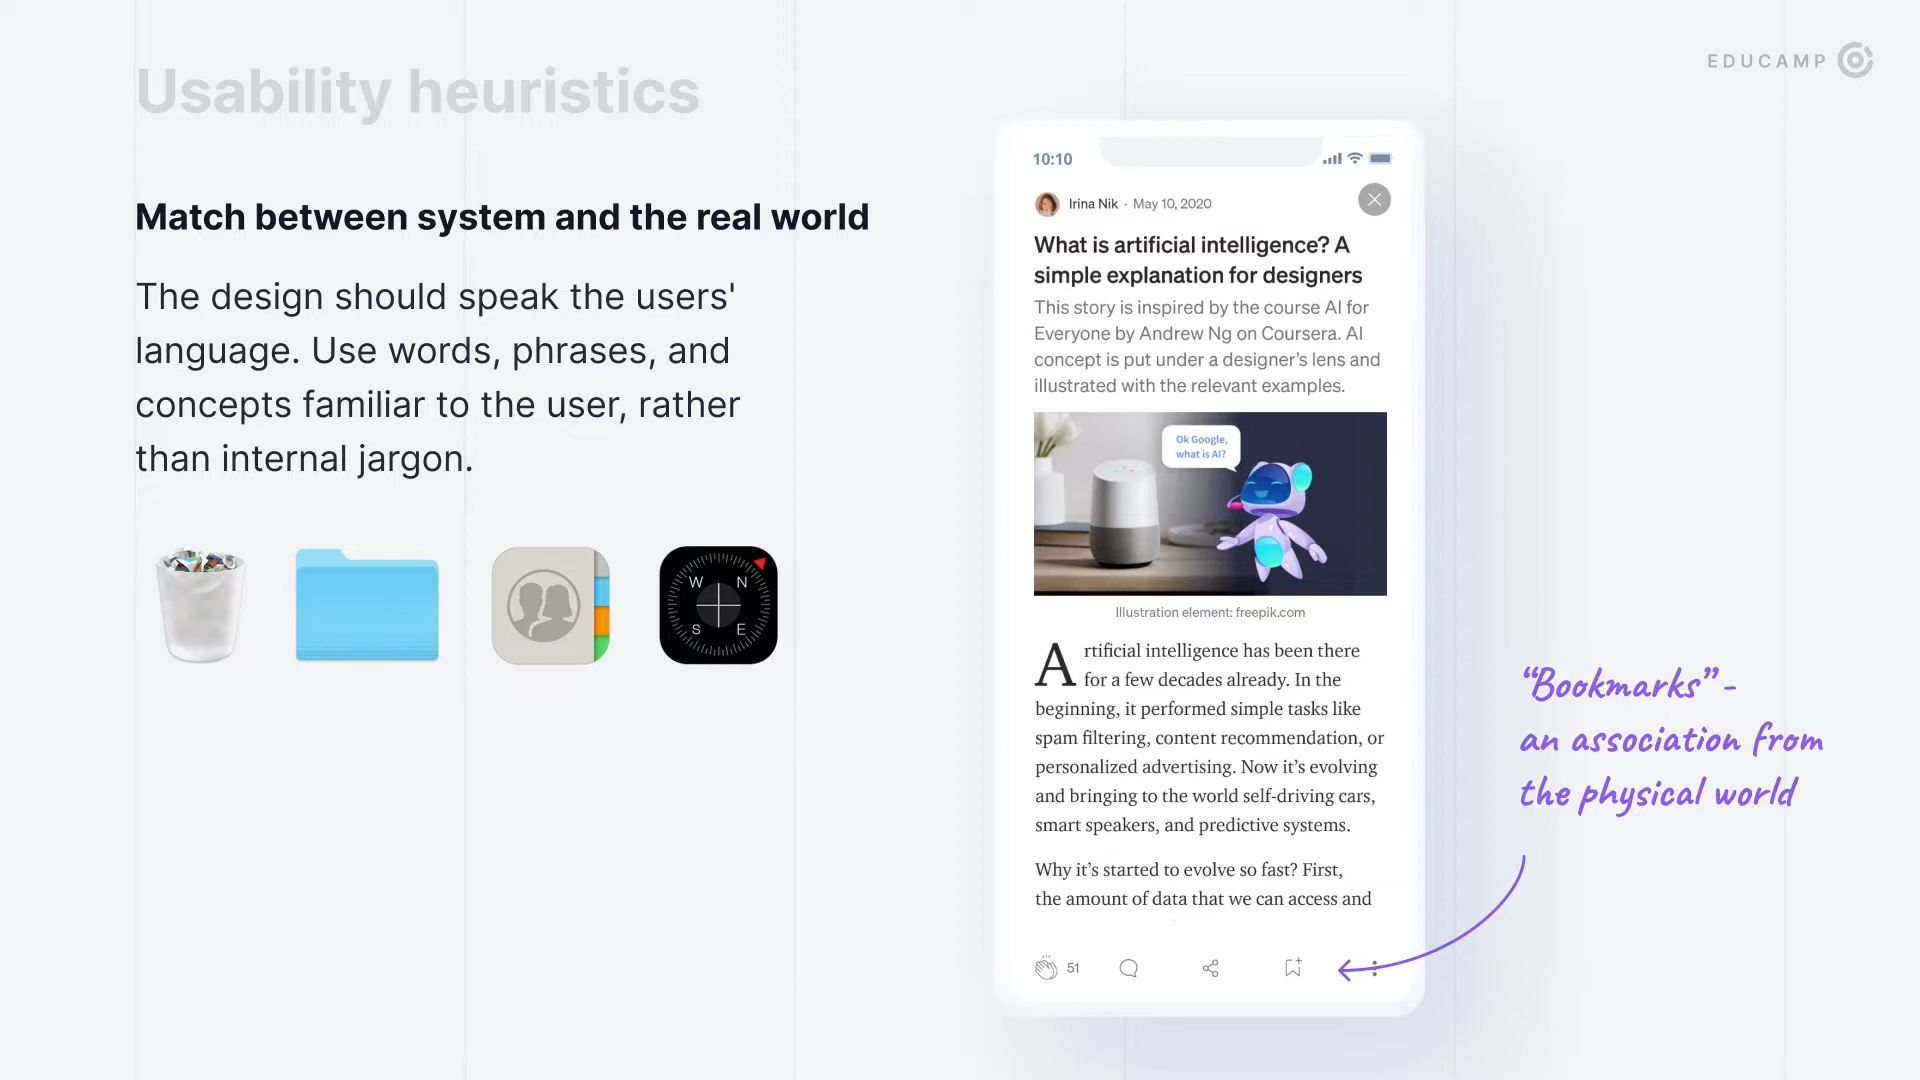 Usability heuristics
EDUCAMP
Match between system and the real world
The design should speak the users'
language. Use words, phrases, and
concepts familiar to the user, rather
than internal jargon.
W N
S E
10:10
Irina Nik · May 10, 2020
What is artificial intelligence? A
simple explanation for designers
This story is inspired by the course AI for
Everyone by Andrew Ng on Coursera. AI
concept is put under a designer’s lens and
illustrated with the relevant examples.
Ok Google,
what is AI?
Illustration element: freepik.com
Artificial intelligence has been there
for a few decades already. In the
beginning, it performed simple tasks like
spam filtering, content recommendation, or
personalized advertising. Now it’s evolving
and bringing to the world self-driving cars,
smart speakers, and predictive systems.
Why it’s started to evolve so fast? First,
the amount of data that we can access and
51
“Bookmarks” -
an association from
the physical world